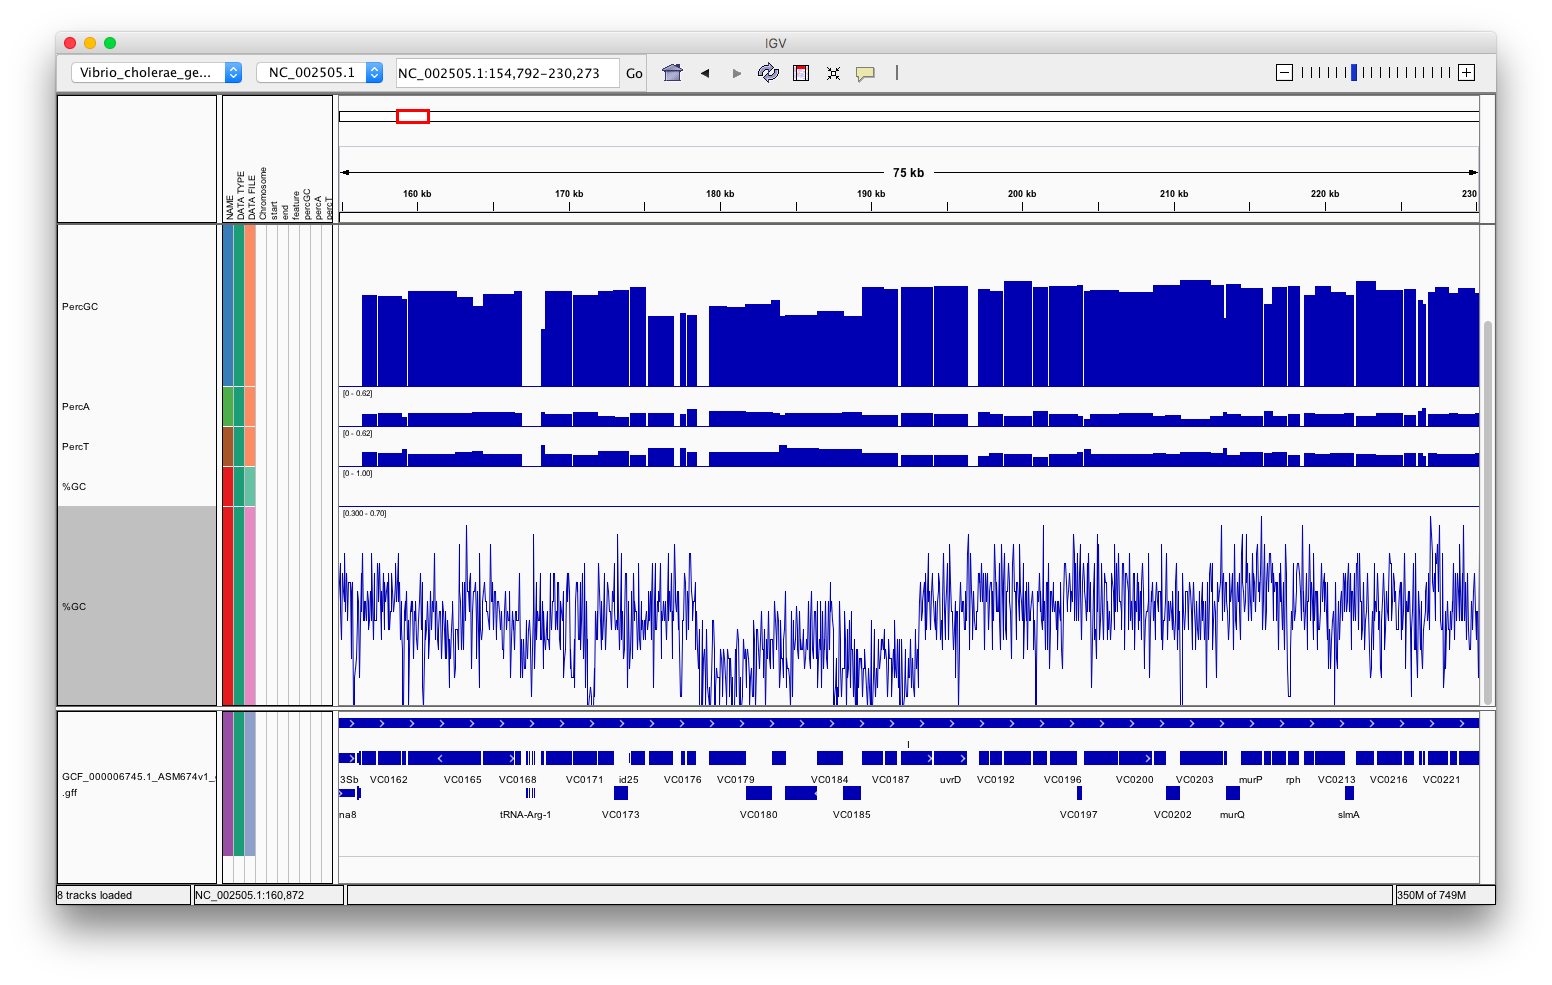 IGV
Vibrio_cholerae_ge... NC_002505.1 NC_002505.1:154,792-230,273 Go
NAME
DATA TYPE
DATA FILE
Chromosome
start
end
feature
percGC
percA
percT
75 kb
160 kb 170 kb 180 kb 190 kb 200 kb 210 kb 220 kb 230
PercGC
[0 - 0.62]
PercA
[0 - 0.62]
PercT
[0 - 1.00]
%GC
[0.300 - 0.70]
%GC
GCF_000006745.1_ASM674v1_
.gff
3Sb VC0162 VC0165 VC0168 VC0171 id25 VC0176 VC0179 VC0184 VC0187 uvrD VC0192 VC0196 VC0200 VC0203 murP rph VC0213 VC0216 VC0221
na8 tRNA-Arg-1 VC0173 VC0180 VC0185 VC0197 VC0202 murQ slmA
8 tracks loaded NC_002505.1:160,872 350M of 749M